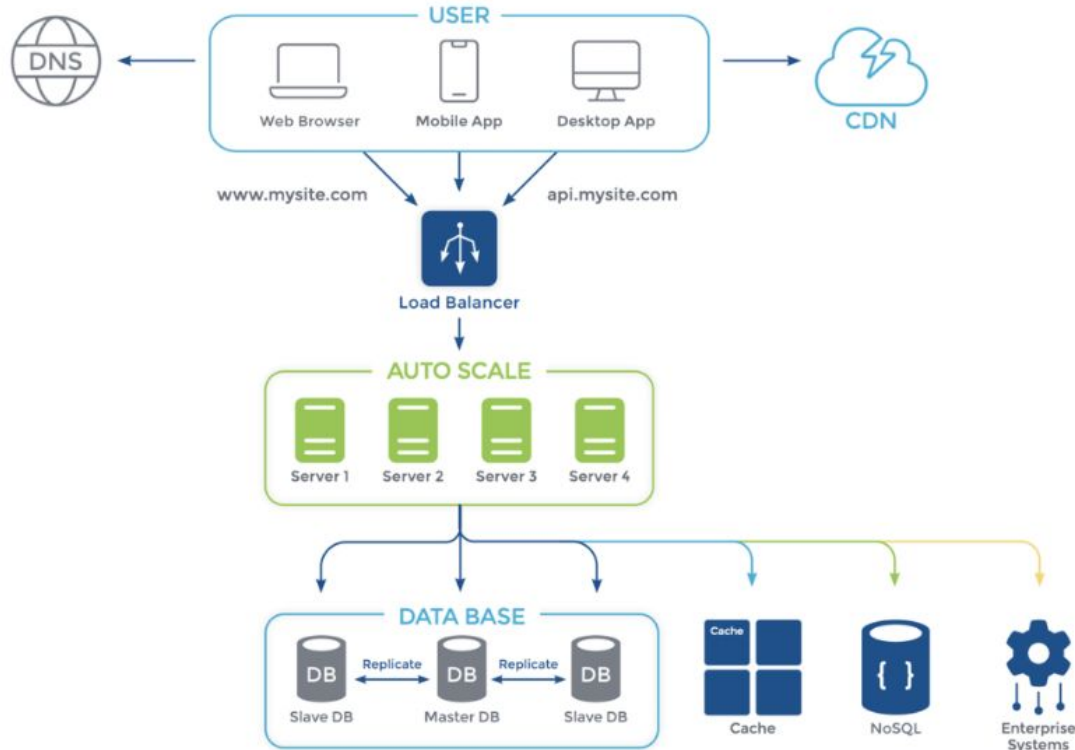 USER
DNS
Web Browser
Mobile App
Desktop App
CDN
www.mysite.com
api.mysite.com
Load Balancer
AUTO SCALE
Server 1
Server 2
Server 3
Server 4
DATA BASE
Cache
DB
Replicate
DB
Replicate
DB
{ }
Slave DB
Master DB
Slave DB
Cache
NoSQL
Enterprise
Systems